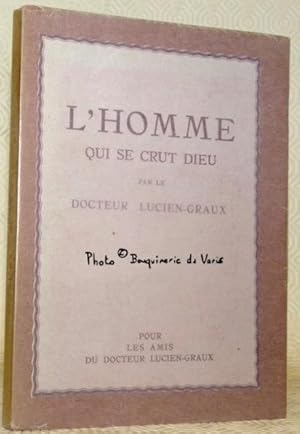 L'HOMME
QUI SE CRUT DIEU
PAR LE
DOCTEUR LUCIEN-GRAUX
Photo © Bouquinerie du Varis
POUR
LES AMIS
DU DOCTEUR LUCIEN-GRAUX